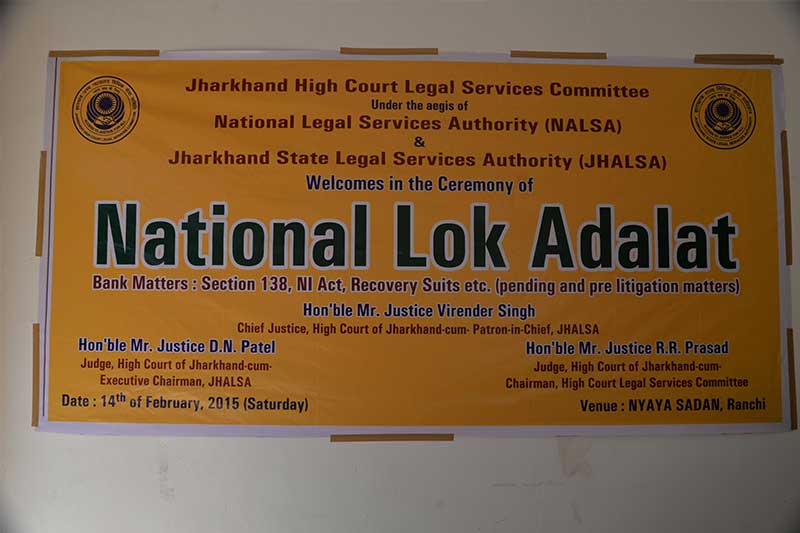 Jharkhand High Court Legal Services Committee
Under the aegis of
National Legal Services Authority (NALSA)
&
Jharkhand State Legal Services Authority (JHALSA)
Welcomes in the Ceremony of
National Lok Adalat
Bank Matters : Section 138, NI Act, Recovery Suits etc. (pending and pre litigation matters)
Hon'ble Mr. Justice Virender Singh
Chief Justice, High Court of Jharkhand-cum- Patron-in-Chief, JHALSA
Hon'ble Mr. Justice D.N. Patel
Judge, High Court of Jharkhand-cum-
Executive Chairman, JHALSA
Hon'ble Mr. Justice R.R. Prasad
Judge, High Court of Jharkhand-cum-
Chairman, High Court Legal Services Committee
Date : 14th of February, 2015 (Saturday)
Venue : NYAYA SADAN, Ranchi